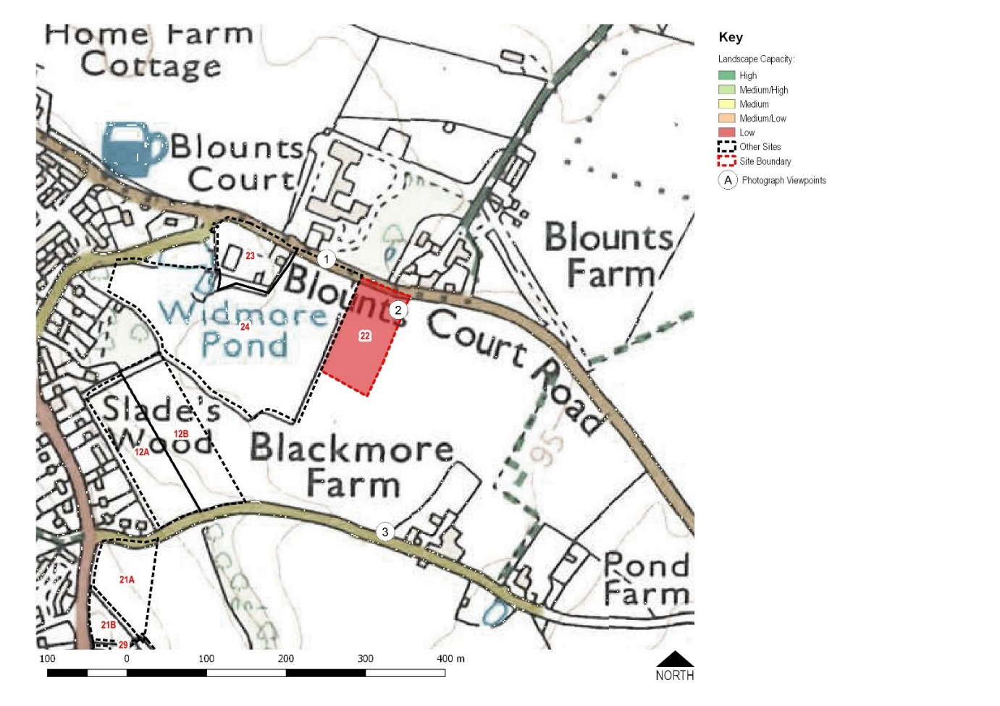 Home Farm
Cottage
Blounts
Court
Blounts
Farm
23
1
Blounts Court Road
2
Widmore
24
Pond
22
Slade's
Wood
12B
12A
Blackmore
Farm
95
3
21A
Pond
Farm
21B
29
100 0 100 200 300 400 m
NORTH
Key
Landscape Capacity:
High
Medium/High
Medium
Medium/Low
Low
Other Sites
Site Boundary
A Photograph Viewpoints